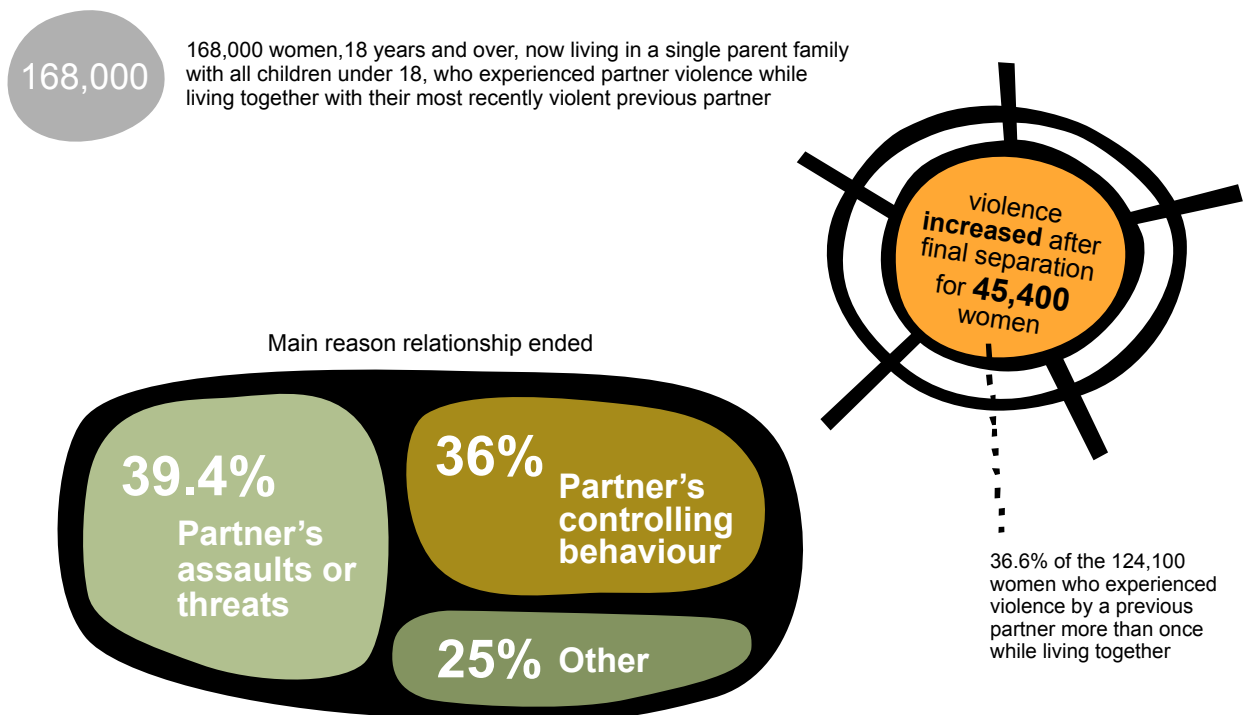 168,000
168,000 women,18 years and over, now living in a single parent family
with all children under 18, who experienced partner violence while
living together with their most recently violent previous partner
violence
increased after
final separation
for 45,400
women
Main reason relationship ended
39.4%
Partner's
assaults or
threats
36%
Partner's
controlling
behaviour
25% Other
36.6% of the 124,100
women who experienced
violence by a previous
partner more than once
while living together